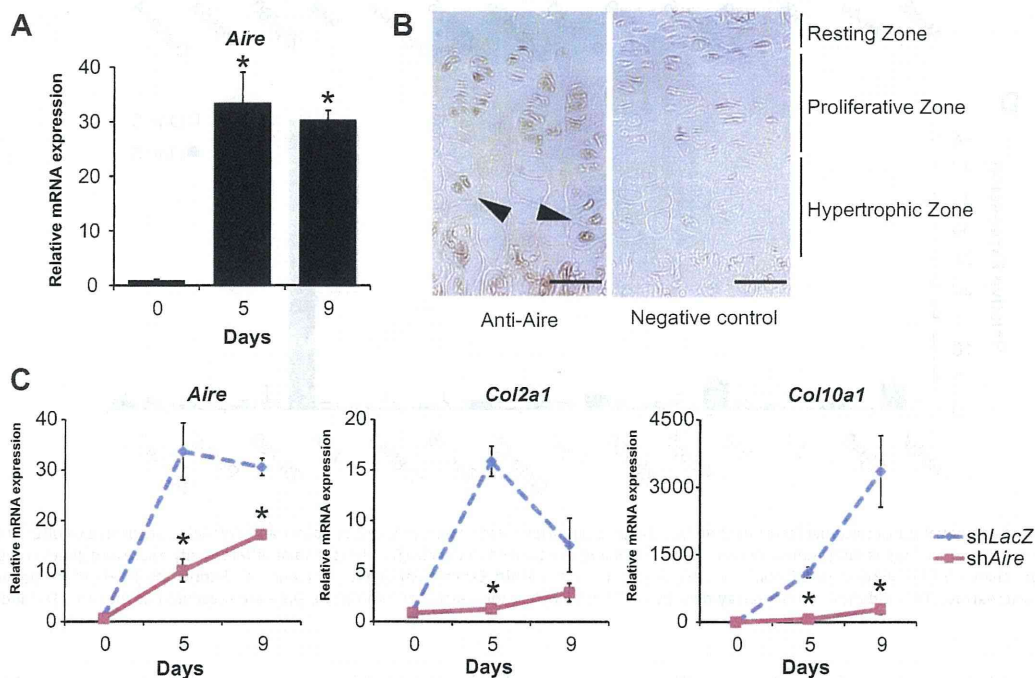 A
Aire
Relative mRNA expression
40
30
20
10
0
*
*
0 5 9
Days
B
Resting Zone
Proliferative Zone
Hypertrophic Zone
Anti-Aire
Negative control
C
Aire
Relative mRNA expression
40
30
20
10
0
*
*
0 5 9
Days
Col2a1
Relative mRNA expression
20
15
10
5
0
*
0 5 9
Days
Col10a1
Relative mRNA expression
4500
3000
1500
0
*
*
0 5 9
Days
shLacZ
shAire